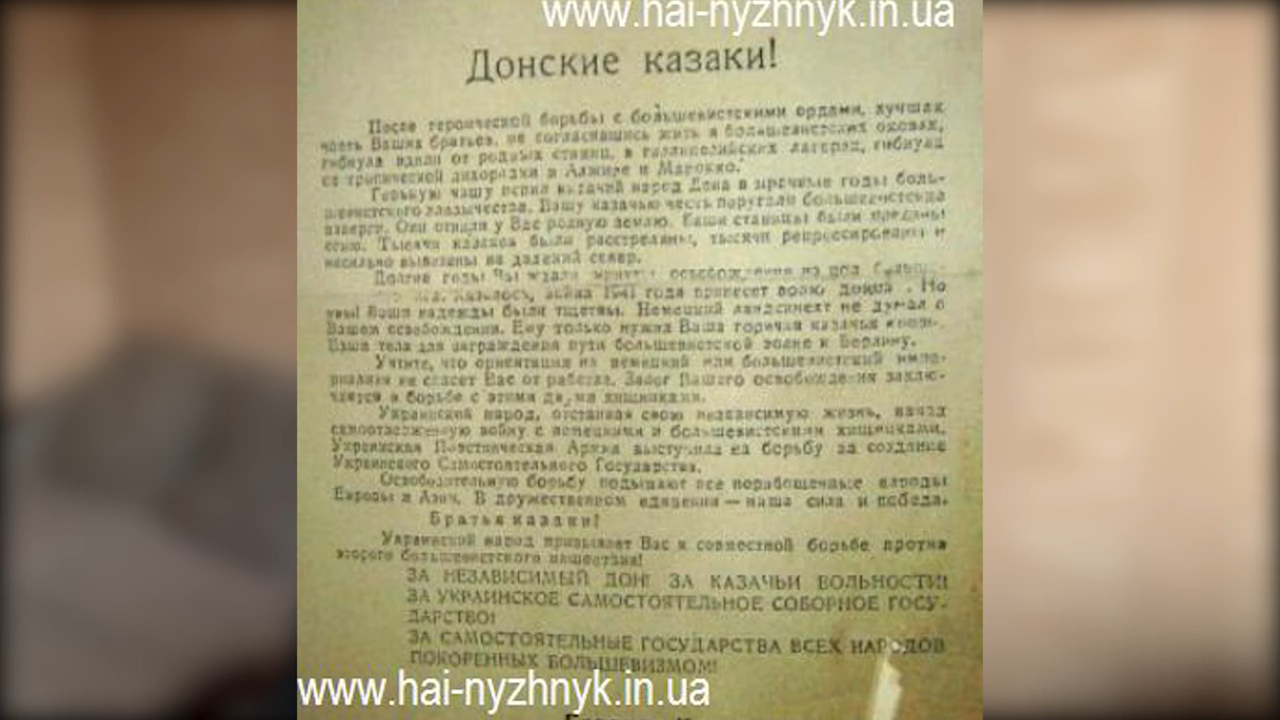 www.hai-nyzhnyk.in.ua
Донские казаки!
После героической борьбы с большевистскими ордами, лучшая
часть Ваших братьев, не согласившись жить в большевистских оковах,
гибнула вдали от родных станиц, в галлиполийских лагерях, гибнула
от тропической лихорадки в Алжире и Марокко.
Горькую чашу испил казачий народ Дона в мрачные годы боль-
шевистского владычества. Вашу казачью честь поругали большевистские
изверги. Они отняли у Вас родную землю. Ваши станицы были преданы
огню. Тысячи казаков были расстреляны, тысячи репрессированы и
насильно вывезены на далекий север.
Долгие годы Вы ждали минуты освобождения из под
Казалось, война 1941 года принесет волю. Но
увы! Ваши надежды были тщетны. Немецкий не думал о
Вашем освобождении. Ему только нужна Ваша горячая казачья кровь,
Ваши тела для заграждения пути большевистской волне к Берлину.
Учтите, что ориентация на немецкий или большевистский импе-
риализм не спасет Вас от рабства. Залог Вашего освобождения заклю-
чается в борьбе с этими двумя хищниками.
Украинский народ, отстаивая свою независимую жизнь, начал
самоотверженную войну с немецкими и большевистскими хищниками.
Украинская Повстанческая Армия выступила на борьбу за создание
Украинского Самостоятельного Государства.
Освободительную борьбу подымают все порабощенные народы
Европы и Азии. В дружественном единении — наша сила и победа.
Братья казаки!
Украинский народ призывает Вас к совместной борьбе против
второго большевистского нашествия!
ЗА НЕЗАВИСИМЫЙ ДОН! ЗА КАЗАЧЬИ ВОЛЬНОСТИ!
ЗА УКРАИНСКОЕ САМОСТОЯТЕЛЬНОЕ СОБОРНОЕ ГОСУ-
ДАРСТВО!
ЗА САМОСТОЯТЕЛЬНЫЕ ГОСУДАРСТВА ВСЕХ НАРОДОВ
ПОКОРЕННЫХ БОЛЬШЕВИЗМОМ!
www.hai-nyzhnyk.in.ua